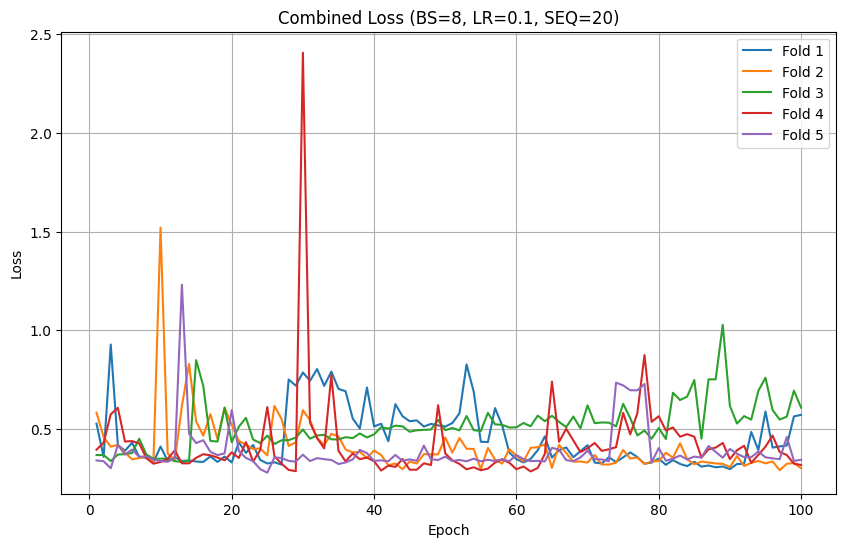 Combined Loss (BS=8, LR=0.1, SEQ=20)
2.5
2.0
1.5
1.0
0.5
Loss
0
20
40
60
80
100
Epoch
Fold 1
Fold 2
Fold 3
Fold 4
Fold 5